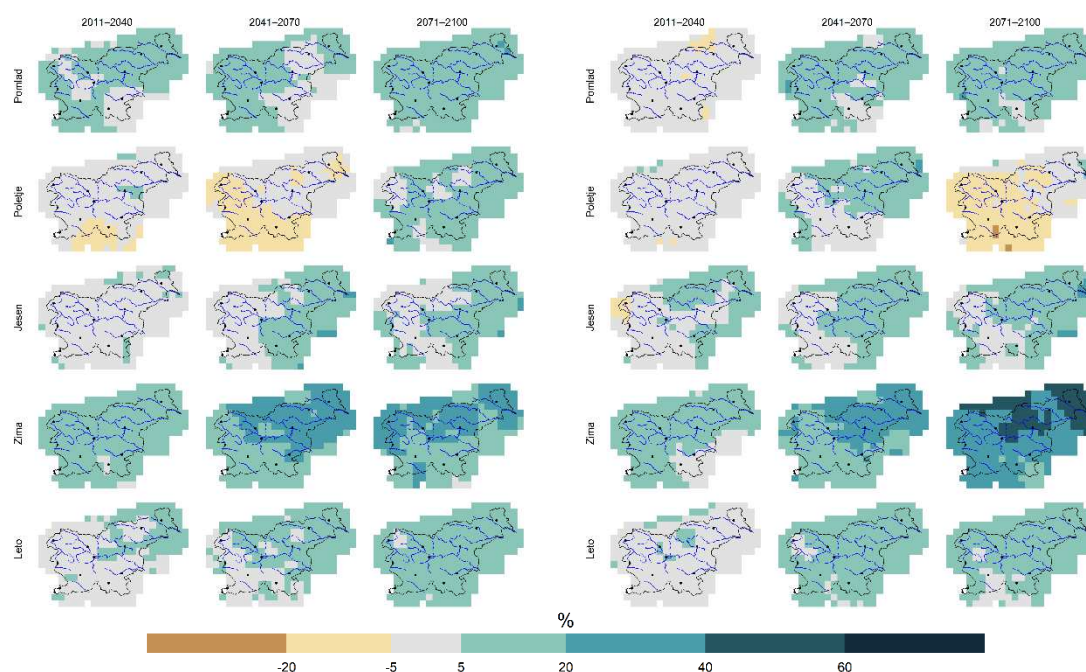 2011–2040 2041–2070 2071–2100 2011–2040 2041–2070 2071–2100
Pomlad Pomlad
Poletje Poletje
Jesen Jesen
Zima Zima
Leto Leto
%
-20 -5 5 20 40 60